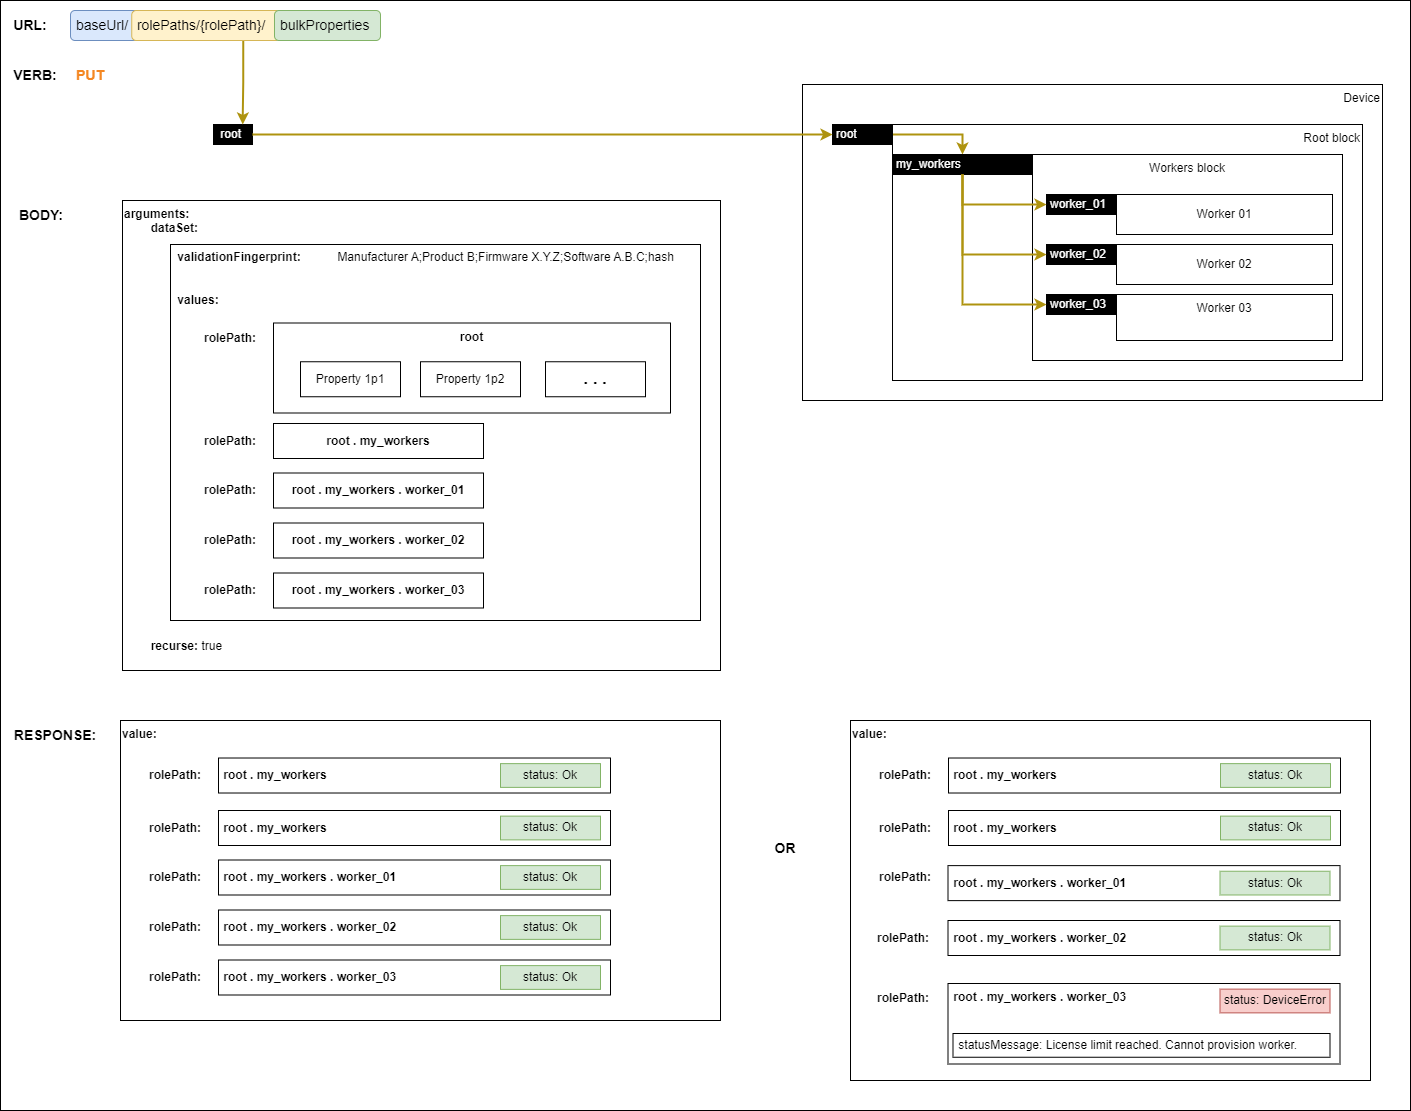 URL: baseUrl/ rolePaths/{rolePath}/ bulkProperties
VERB: PUT
root
Device
root
Root block
my_workers
Workers block
worker_01 Worker 01
worker_02 Worker 02
worker_03 Worker 03
BODY:
arguments:
dataSet:
validationFingerprint: Manufacturer A;Product B;Firmware X.Y.Z;Software A.B.C;hash
values:
rolePath: root
Property 1p1 Property 1p2 . . .
rolePath: root . my_workers
rolePath: root . my_workers . worker_01
rolePath: root . my_workers . worker_02
rolePath: root . my_workers . worker_03
recurse: true
RESPONSE:
value:
rolePath: root . my_workers status: Ok
rolePath: root . my_workers status: Ok
rolePath: root . my_workers . worker_01 status: Ok
rolePath: root . my_workers . worker_02 status: Ok
rolePath: root . my_workers . worker_03 status: Ok
OR
value:
rolePath: root . my_workers status: Ok
rolePath: root . my_workers status: Ok
rolePath: root . my_workers . worker_01 status: Ok
rolePath: root . my_workers . worker_02 status: Ok
rolePath: root . my_workers . worker_03 status: DeviceError
statusMessage: License limit reached. Cannot provision worker.